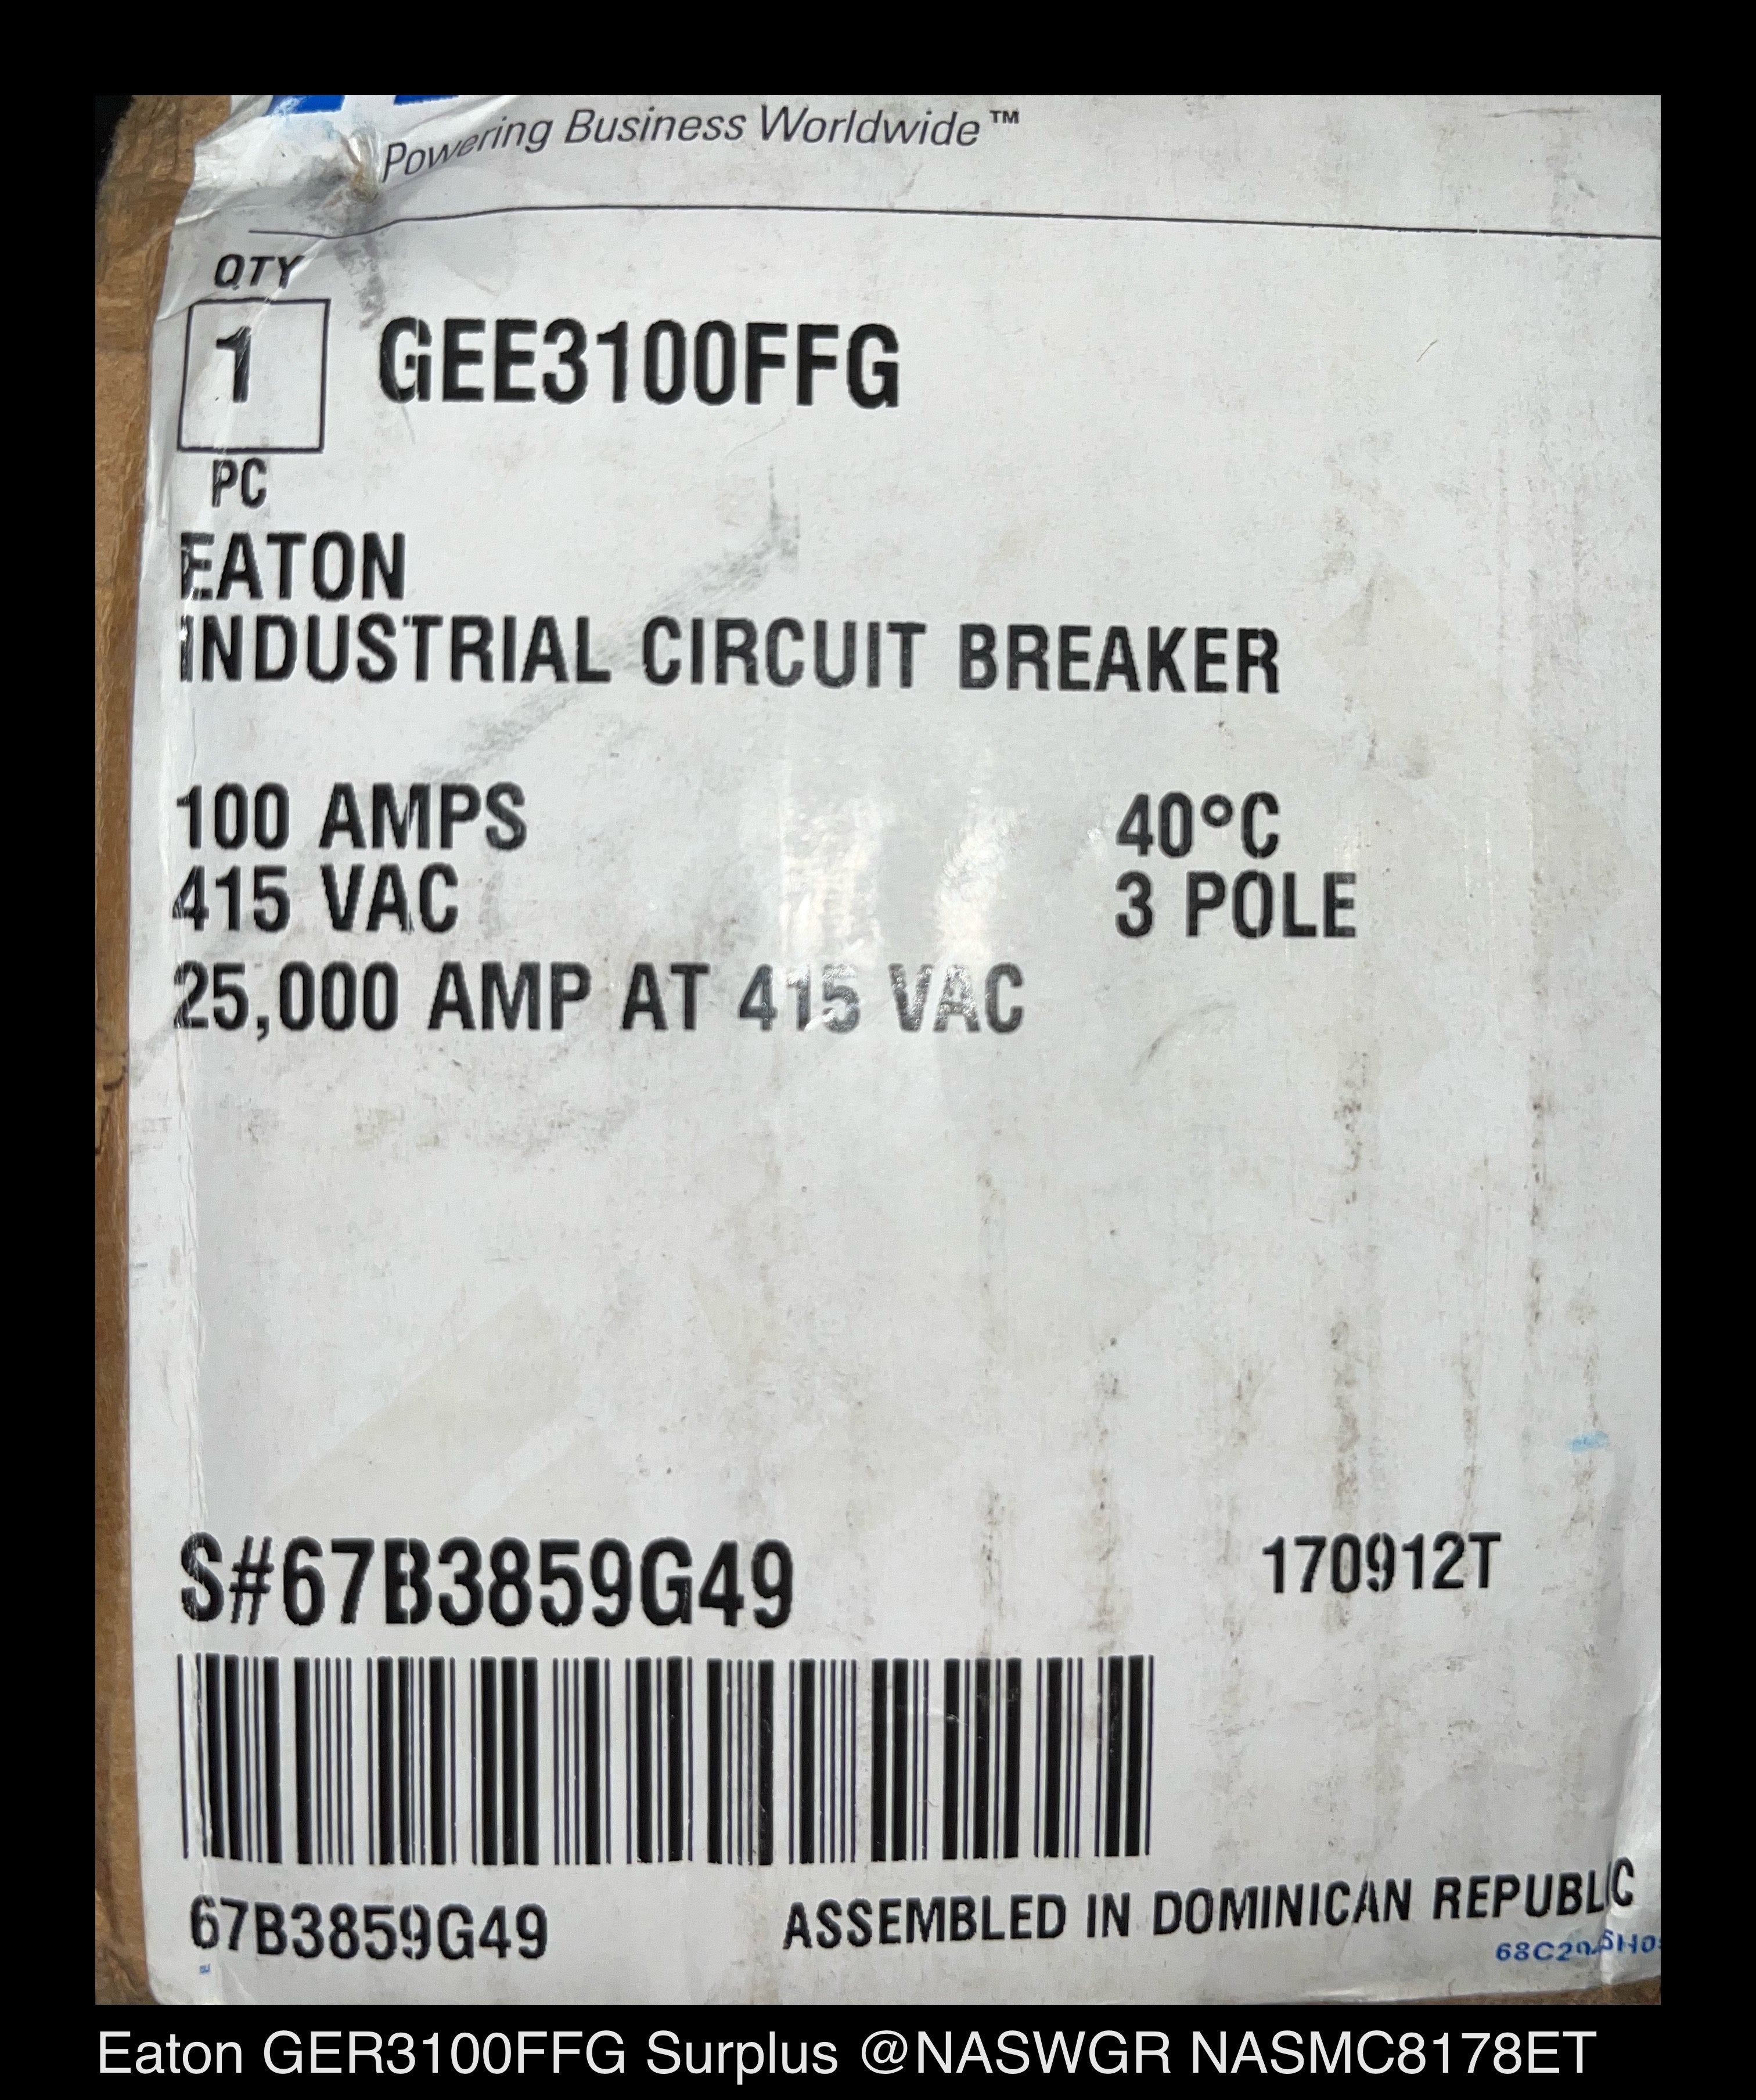 Powering Business Worldwide™
QTY
1 GEE3100FFG
PC
EATON
INDUSTRIAL CIRCUIT BREAKER
100 AMPS 40°C
415 VAC 3 POLE
25,000 AMP AT 415 VAC
S#67B3859G49 170912T
67B3859G49 ASSEMBLED IN DOMINICAN REPUBLIC
Eaton GER3100FFG Surplus @NASWGR NASMC8178ET